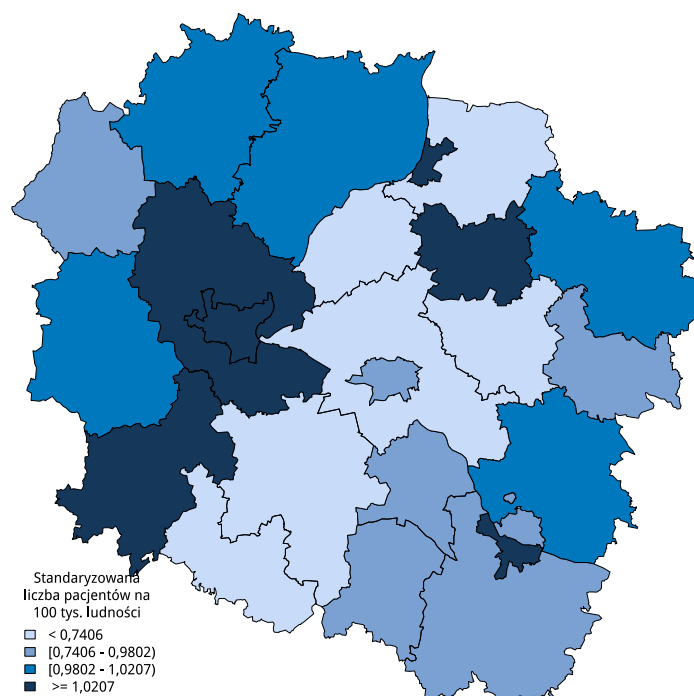 Standaryzowana
liczba pacjentów na
100 tys. ludności
< 0,7406
[0,7406 - 0,9802)
[0,9802 - 1,0207)
>= 1,0207